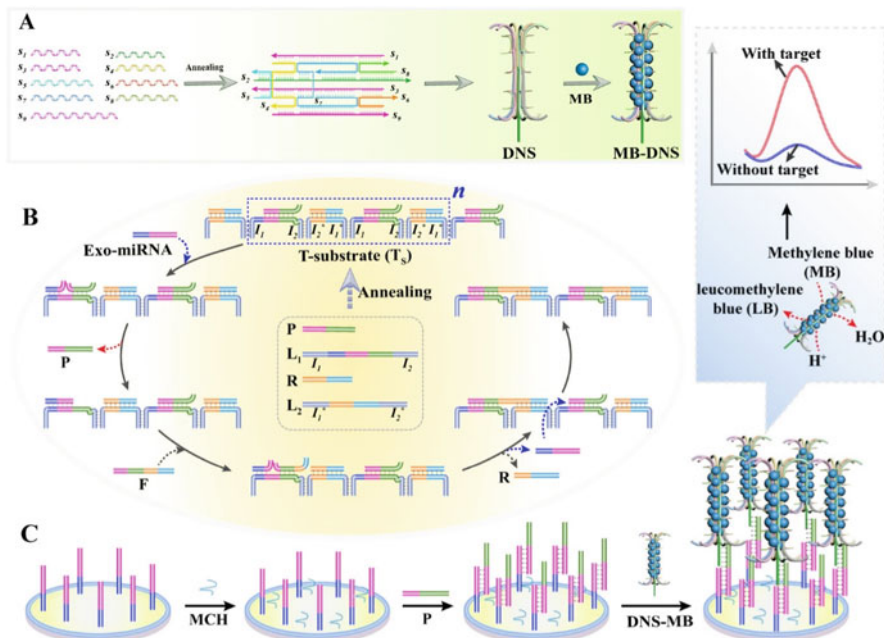 A
S1
S2
S3
S4
S5
S6
S7
S8
S9
Annealing
S1
S8
S2
S3
S5
S7
S4
S6
S9
MB
DNS
MB-DNS
With target
Without target
Methylene blue
(MB)
leucomethylene
blue (LB)
H2O
H+
B
n
I1 I2 I2* I1* I1 I2 I2* I1*
Exo-miRNA
T-substrate (TS)
Annealing
P
L1
I1 I2
R
L2
I1* I2*
P
F
R
C
MCH
P
DNS-MB